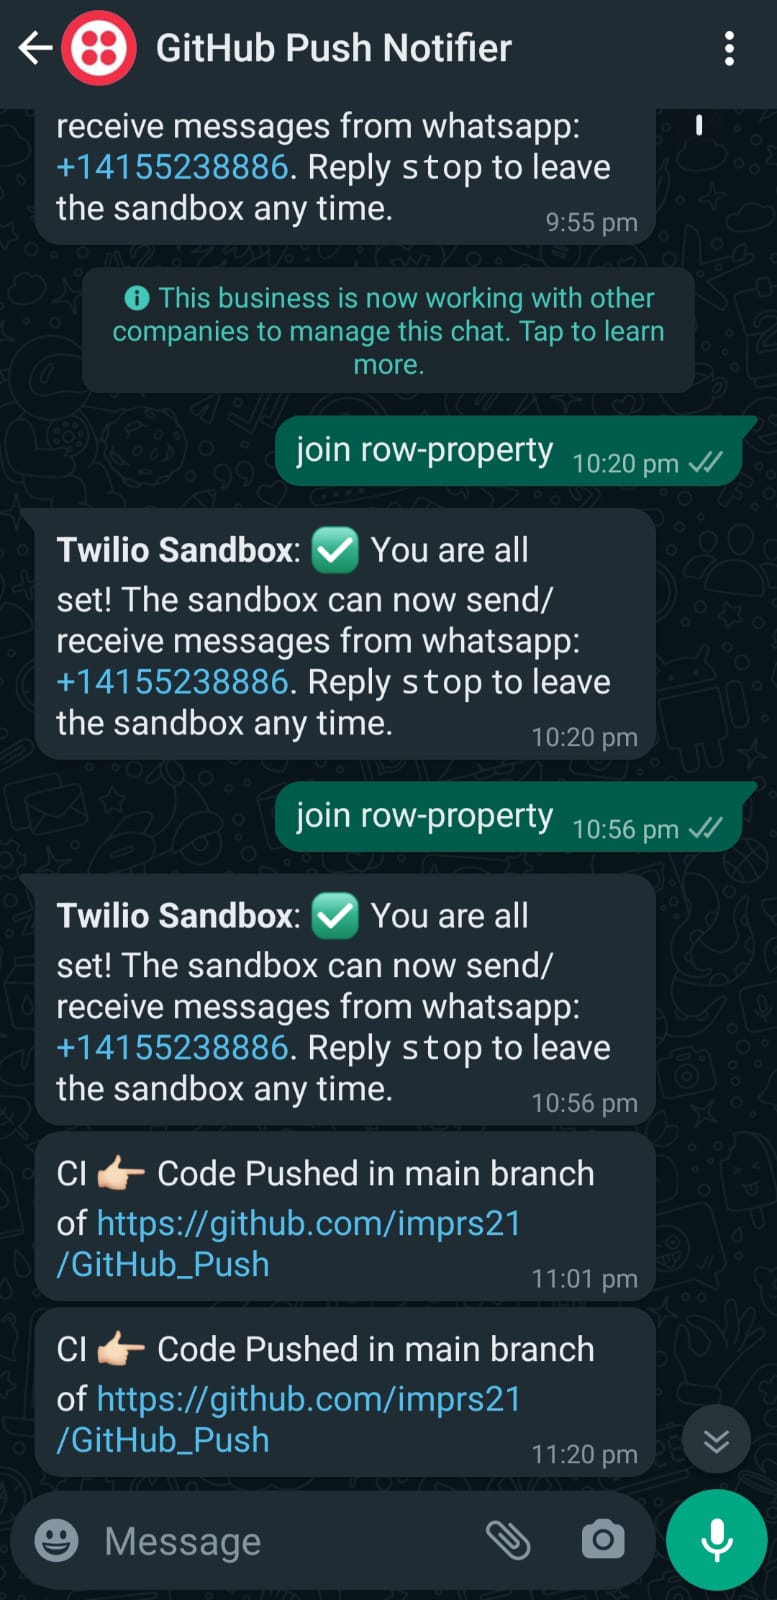 GitHub Push Notifier
receive messages from whatsapp:
+14155238886. Reply stop to leave
the sandbox any time.
9:55 pm
This business is now working with other
companies to manage this chat. Tap to learn
more.
join row-property 10:20 pm
Twilio Sandbox: ✅ You are all
set! The sandbox can now send/
receive messages from whatsapp:
+14155238886. Reply stop to leave
the sandbox any time.
10:20 pm
join row-property 10:56 pm
Twilio Sandbox: ✅ You are all
set! The sandbox can now send/
receive messages from whatsapp:
+14155238886. Reply stop to leave
the sandbox any time.
10:56 pm
CI 👉🏻 Code Pushed in main branch
of https://github.com/imprs21
/GitHub_Push
11:01 pm
CI 👉🏻 Code Pushed in main branch
of https://github.com/imprs21
/GitHub_Push
11:20 pm
Message